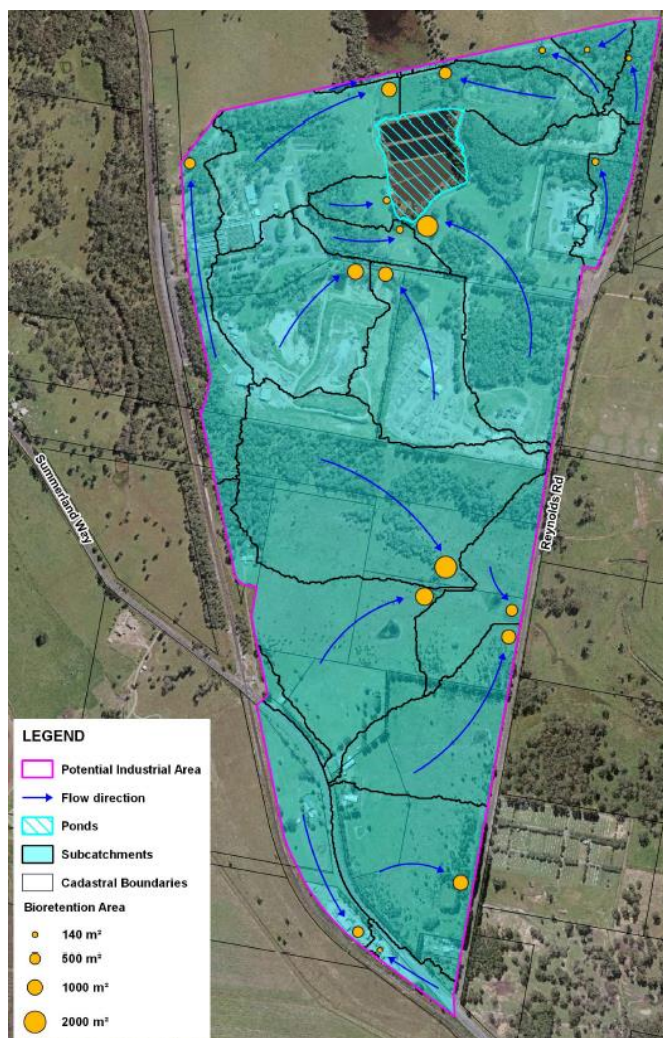 Summerland Way
Reynolds Rd
LEGEND
Potential Industrial Area
Flow direction
Ponds
Subcatchments
Cadastral Boundaries
Bioretention Area
140 m²
500 m²
1000 m²
2000 m²